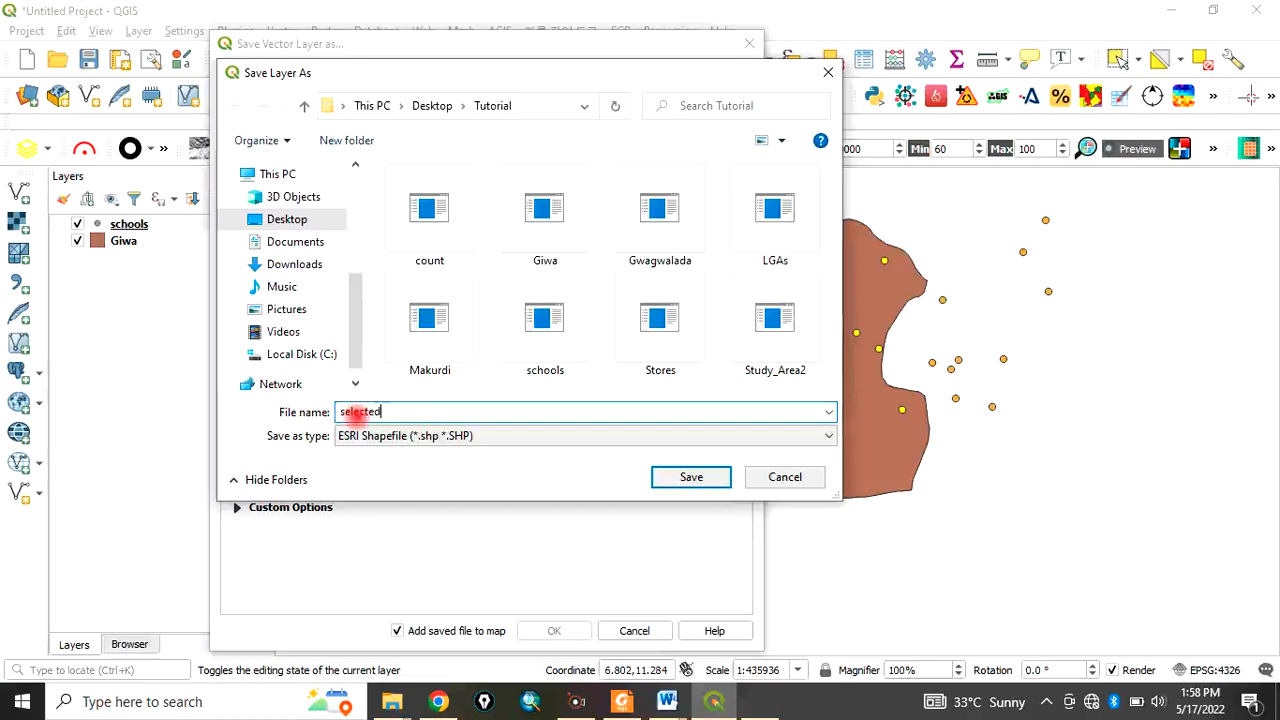 *Untitled Project - QGIS
Project Edit View Layer Settings
Save Vector Layer as...
Save Layer As
This PC > Desktop > Tutorial
Search Tutorial
Organize
New folder
000
Min 60
Max 100
Preview
Layers
schools
Giwa
This PC
3D Objects
Desktop
Documents
Downloads
Music
Pictures
Videos
Local Disk (C:)
Network
count
Giwa
Gwagwalada
LGAs
Makurdi
schools
Stores
Study_Area2
File name: selected
Save as type: ESRI Shapefile (*.shp *.SHP)
Hide Folders
Save
Cancel
Custom Options
Add saved file to map
OK
Cancel
Help
Layers
Browser
Type to locate (Ctrl+K)
Toggles the editing state of the current layer
Coordinate 6.802,11.284
Scale 1:435936
Magnifier 100%
Rotation 0.0 °
Render
EPSG:4326
Type here to search
33°C Sunny
1:58 PM
5/17/2022